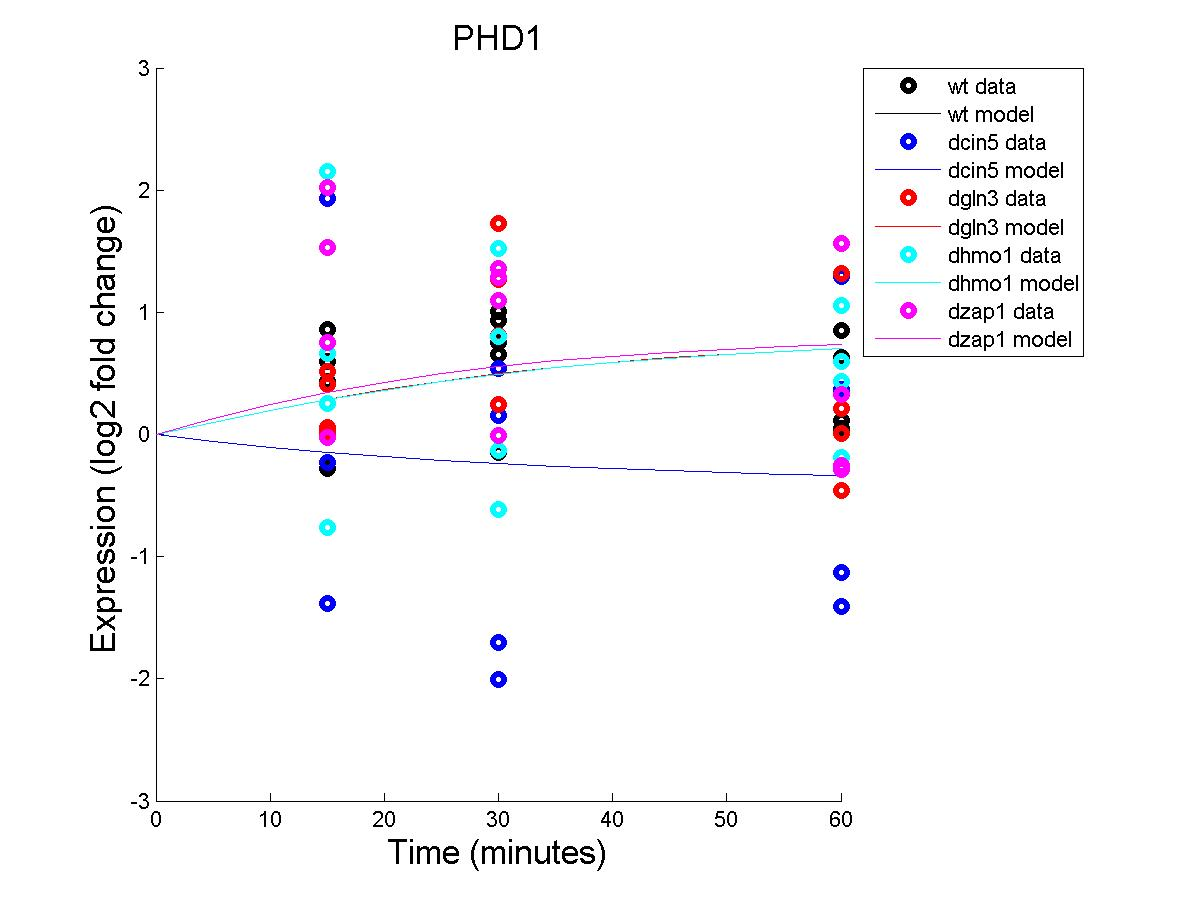 PHD1
3
2
1
0
-1
-2
-3
Expression (log2 fold change)
0 10 20 30 40 50 60
Time (minutes)
wt data
wt model
dcin5 data
dcin5 model
dgln3 data
dgln3 model
dhmo1 data
dhmo1 model
dzap1 data
dzap1 model